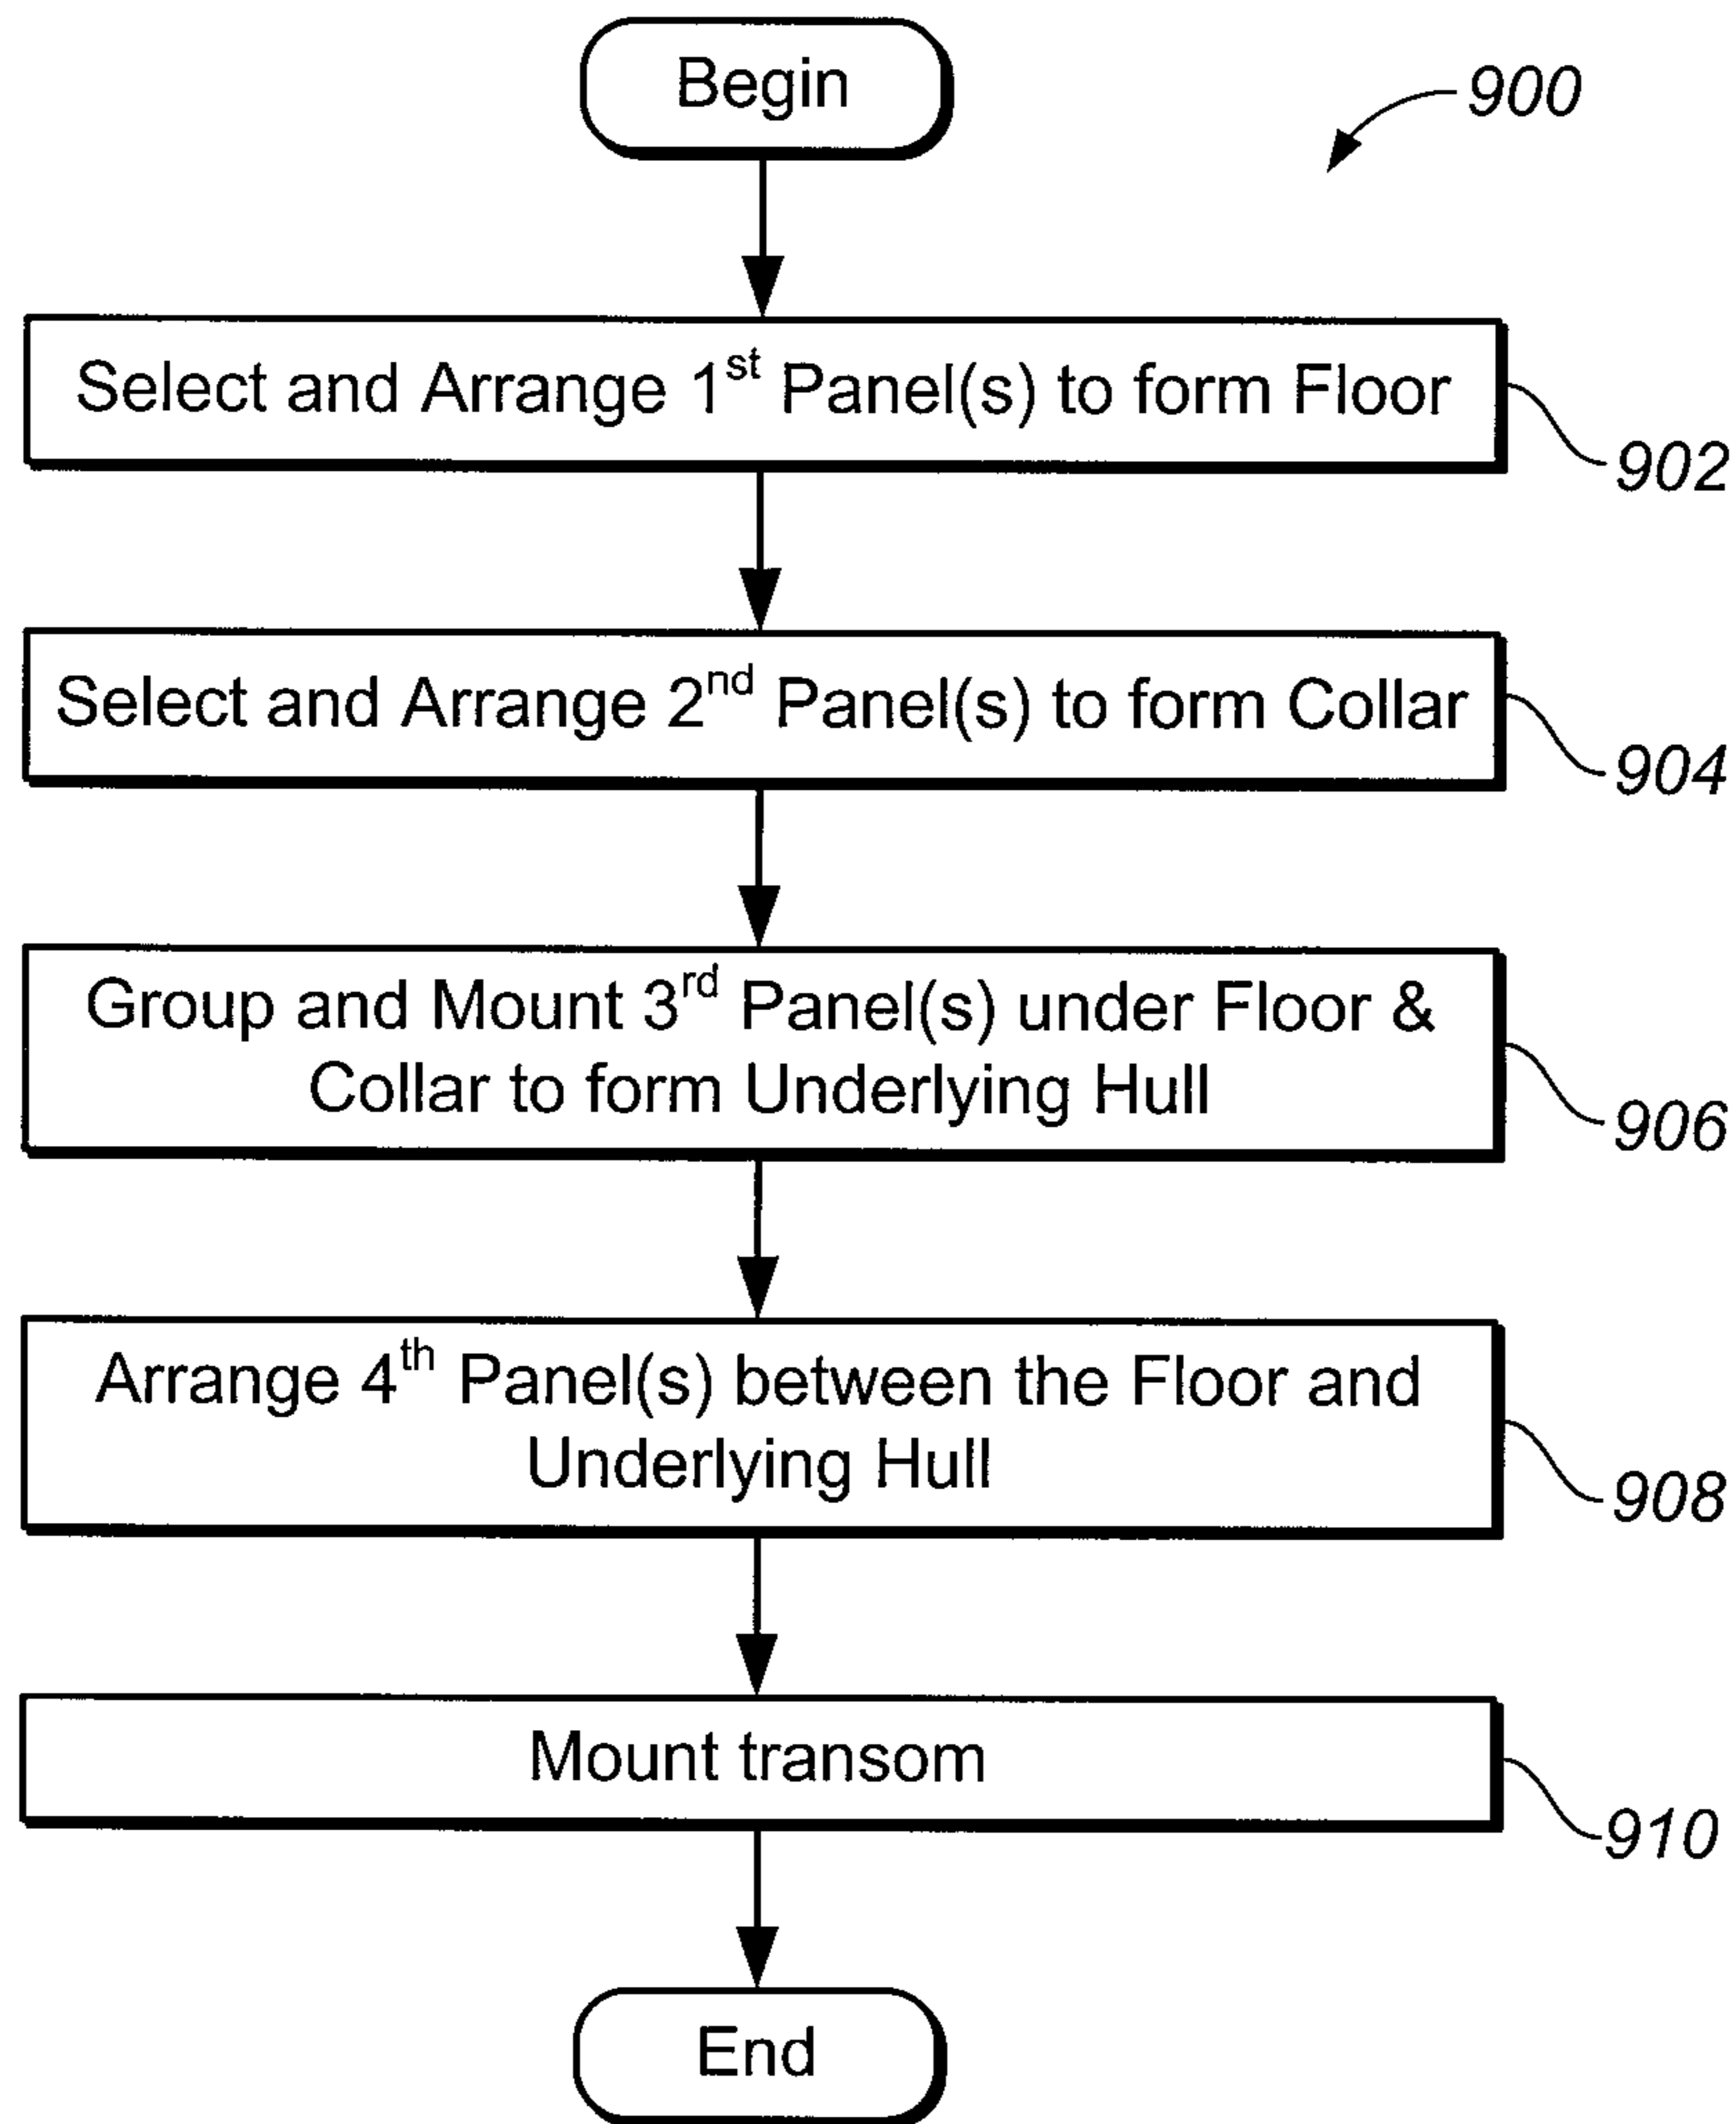 Begin
900
Select and Arrange 1st Panel(s) to form Floor
902
Select and Arrange 2nd Panel(s) to form Collar
904
Group and Mount 3rd Panel(s) under Floor &
Collar to form Underlying Hull
906
Arrange 4th Panel(s) between the Floor and
Underlying Hull
908
Mount transom
910
End